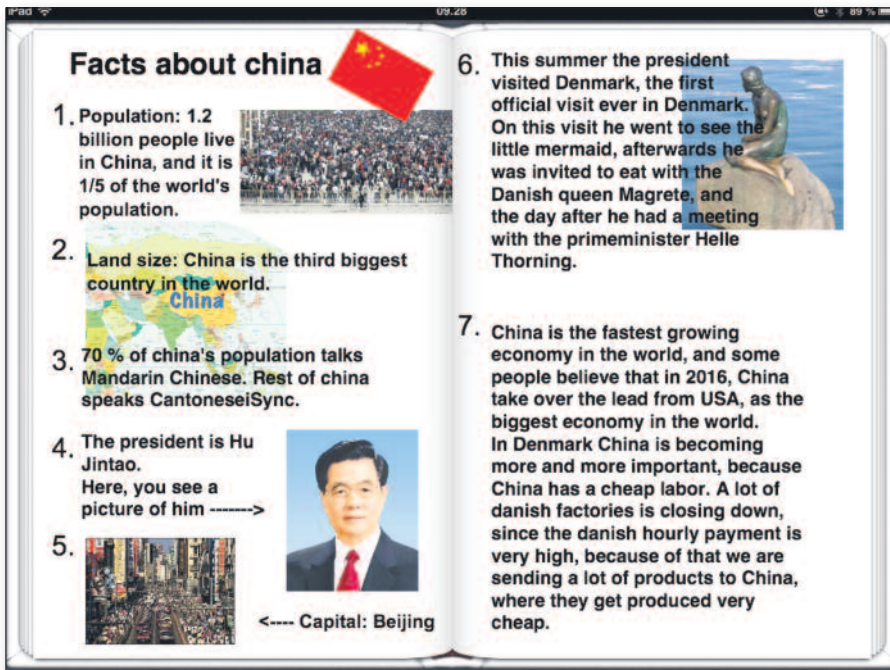 iPad
09.28
89 %
Facts about china
1. Population: 1.2
billion people live
in China, and it is
1/5 of the world's
population.
2. Land size: China is the third biggest
country in the world.
China
3. 70 % of china's population talks
Mandarin Chinese. Rest of china
speaks CantoneseiSync.
4. The president is Hu
Jintao.
Here, you see a
picture of him ------->
5.
<---- Capital: Beijing
6. This summer the president
visited Denmark, the first
official visit ever in Denmark.
On this visit he went to see the
little mermaid, afterwards he
was invited to eat with the
Danish queen Magrete, and
the day after he had a meeting
with the primeminister Helle
Thorning.
7. China is the fastest growing
economy in the world, and some
people believe that in 2016, China
take over the lead from USA, as the
biggest economy in the world.
In Denmark China is becoming
more and more important, because
China has a cheap labor. A lot of
danish factories is closing down,
since the danish hourly payment is
very high, because of that we are
sending a lot of products to China,
where they get produced very
cheap.